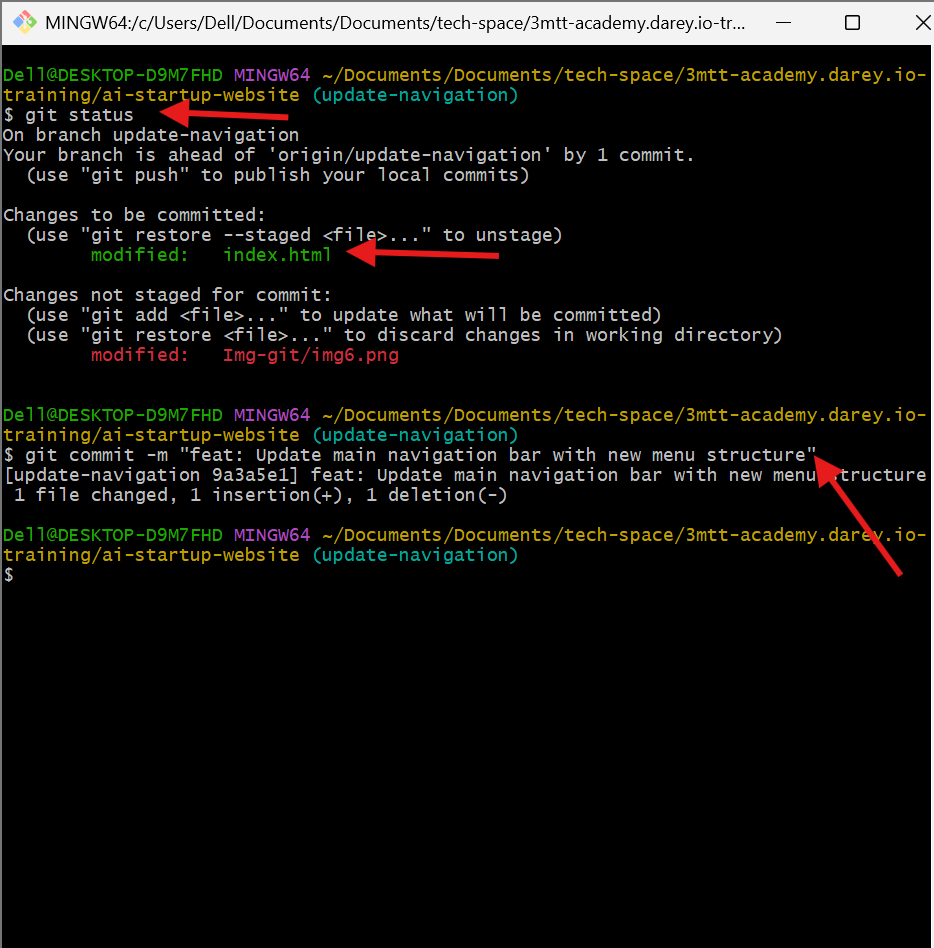 MINGW64:/c/Users/Dell/Documents/Documents/tech-space/3mtt-academy.darey.io-tr...
Dell@DESKTOP-D9M7FHD MINGW64 ~/Documents/Documents/tech-space/3mtt-academy.darey.io-
training/ai-startup-website (update-navigation)
$ git status
On branch update-navigation
Your branch is ahead of 'origin/update-navigation' by 1 commit.
  (use "git push" to publish your local commits)
Changes to be committed:
  (use "git restore --staged <file>..." to unstage)
        modified:   index.html
Changes not staged for commit:
  (use "git add <file>..." to update what will be committed)
  (use "git restore <file>..." to discard changes in working directory)
        modified:   Img-git/img6.png
Dell@DESKTOP-D9M7FHD MINGW64 ~/Documents/Documents/tech-space/3mtt-academy.darey.io-
training/ai-startup-website (update-navigation)
$ git commit -m "feat: Update main navigation bar with new menu structure"
[update-navigation 9a3a5e1] feat: Update main navigation bar with new menu structure
 1 file changed, 1 insertion(+), 1 deletion(-)
Dell@DESKTOP-D9M7FHD MINGW64 ~/Documents/Documents/tech-space/3mtt-academy.darey.io-
training/ai-startup-website (update-navigation)
$